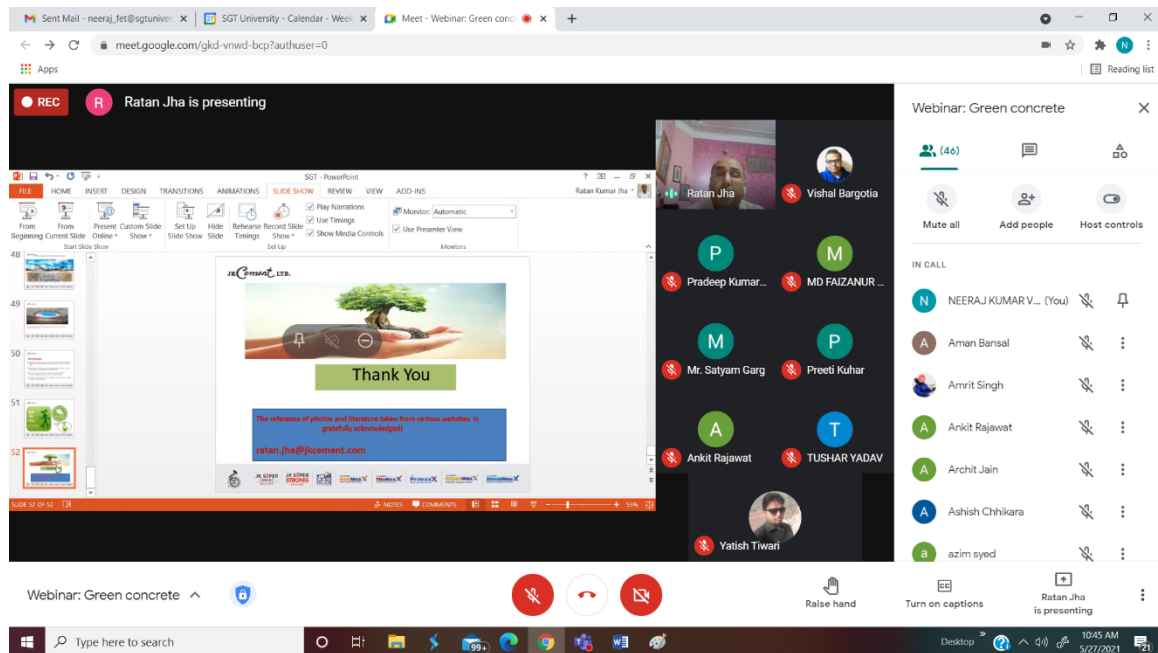 Sent Mail - neeraj_fet@sgtuniver
SGT University - Calendar - Week
Meet - Webinar: Green conc
meet.google.com/gkd-vnwd-bcp?authuser=0
N
Apps
Reading list
REC
R
Ratan Jha is presenting
SGT - PowerPoint
FILE HOME INSERT DESIGN TRANSITIONS ANIMATIONS SLIDE SHOW REVIEW VIEW ADD-INS
Ratan Kumar Jha
From Beginning
From Current Slide
Present Online
Custom Slide Show
Set Up Slide Show
Hide Slide
Rehearse Timings
Record Slide Show
Play Narrations
Use Timings
Show Media Controls
Monitor: Automatic
Use Presenter View
Start Slide Show
Set Up
Monitors
48
49
50
51
52
JK Cement LTD.
Thank You
The reference of photos and literature taken from various websites is
gratefully acknowledged)
ratan.jha@jkcement.com
JK SUPER
JK SUPER STRONG
SLIDE 52 OF 52
NOTES
COMMENTS
55%
Ratan Jha
Vishal Bargotia
P
Pradeep Kumar...
M
MD FAIZANUR ...
M
Mr. Satyam Garg
P
Preeti Kuhar
A
Ankit Rajawat
T
TUSHAR YADAV
Yatish Tiwari
Webinar: Green concrete
(46)
Mute all
Add people
Host controls
IN CALL
N
NEERAJ KUMAR V... (You)
A
Aman Bansal
Amrit Singh
A
Ankit Rajawat
A
Archit Jain
A
Ashish Chhikara
a
azim syed
Webinar: Green concrete
Raise hand
Turn on captions
Ratan Jha
is presenting
Type here to search
99+
Desktop
10:45 AM
5/27/2021
21